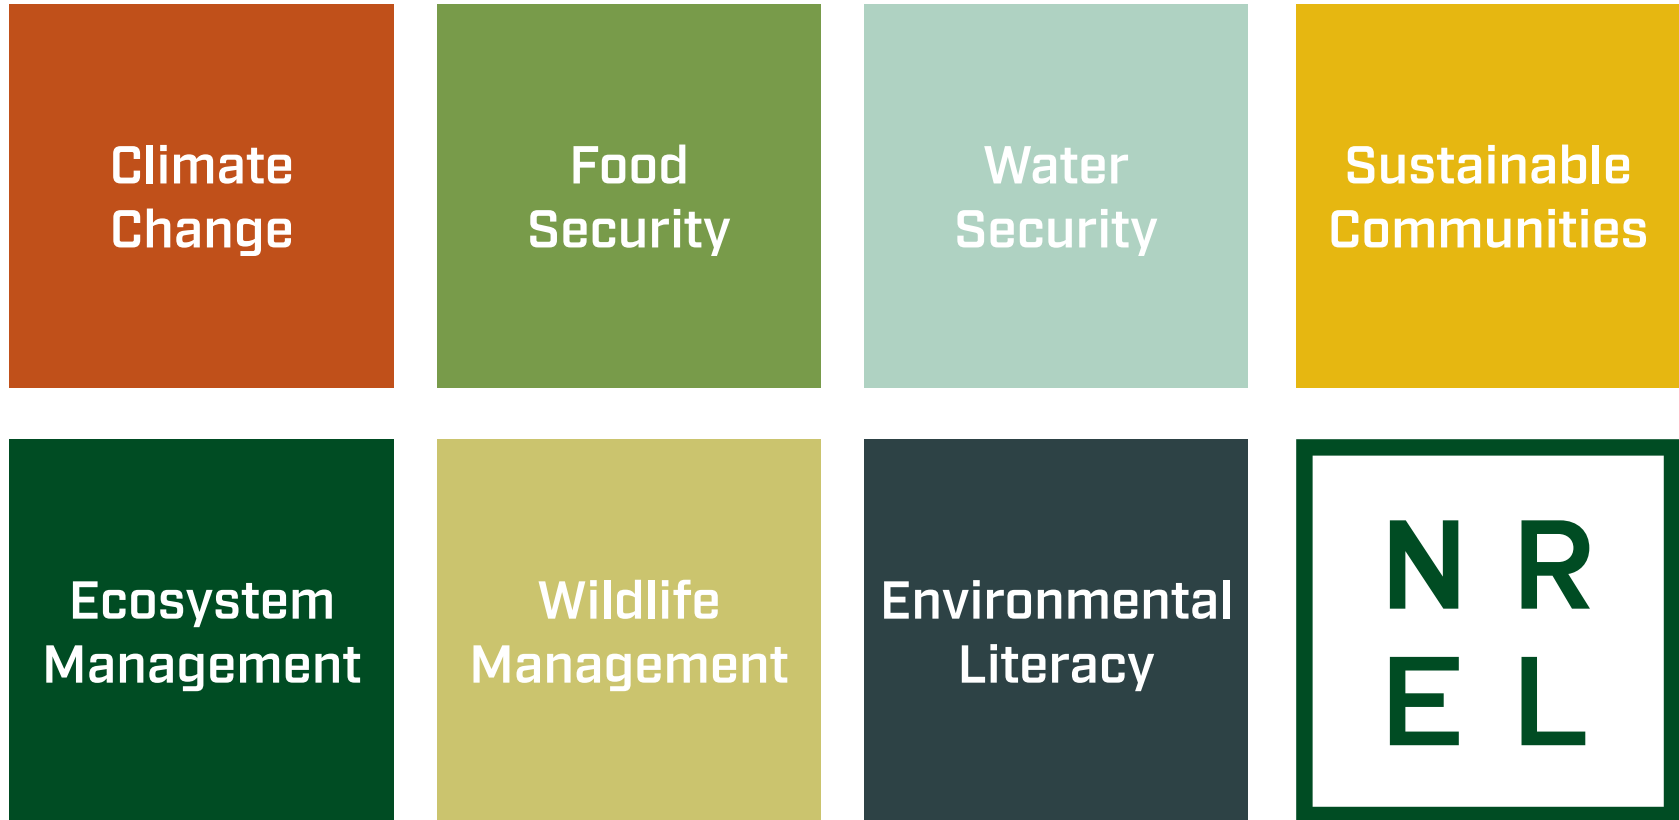 Climate
Change
Food
Security
Water
Security
Sustainable
Communities
Ecosystem
Management
Wildlife
Management
Environmental
Literacy
N R
E L